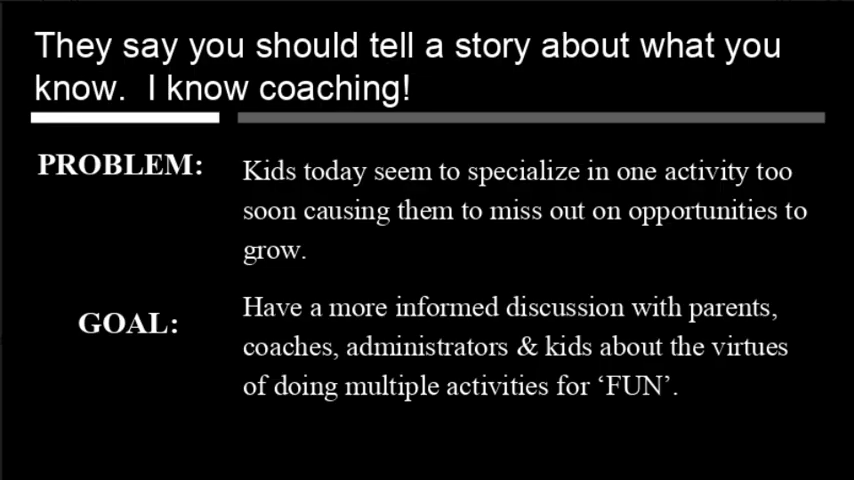 They say you should tell a story about what you
know.  I know coaching!
PROBLEM:
Kids today seem to specialize in one activity too
soon causing them to miss out on opportunities to
grow.
GOAL:
Have a more informed discussion with parents,
coaches, administrators & kids about the virtues
of doing multiple activities for ‘FUN’.